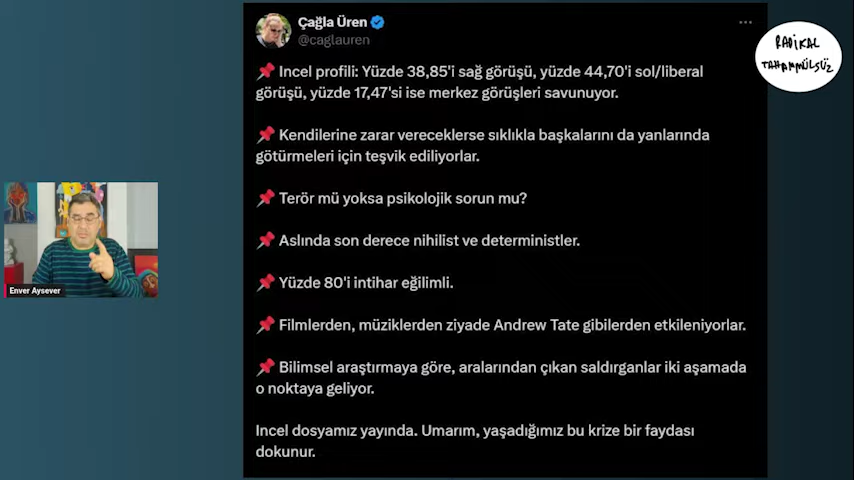 Çağla Üren
@caglauren
RADİKAL
TAHAMMÜLSÜZ
📌 Incel profili: Yüzde 38,85'i sağ görüşü, yüzde 44,70'i sol/liberal
görüşü, yüzde 17,47'si ise merkez görüşleri savunuyor.
📌 Kendilerine zarar vereceklerse sıklıkla başkalarını da yanlarında
götürmeleri için teşvik ediliyorlar.
📌 Terör mü yoksa psikolojik sorun mu?
📌 Aslında son derece nihilist ve deterministler.
📌 Yüzde 80'i intihar eğilimli.
📌 Filmlerden, müziklerden ziyade Andrew Tate gibilerden etkileniyorlar.
📌 Bilimsel araştırmaya göre, aralarından çıkan saldırganlar iki aşamada
o noktaya geliyor.
Incel dosyamız yayında. Umarım, yaşadığımız bu krize bir faydası
dokunur.
Enver Aysever